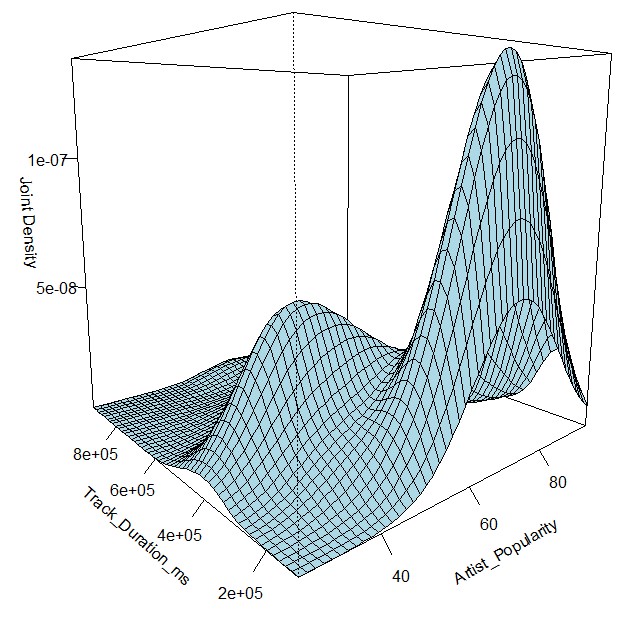 1e-07
Joint Density
5e-08
8e+05
6e+05
4e+05
2e+05
Track_Duration_ms
40
60
80
Artist_Popularity